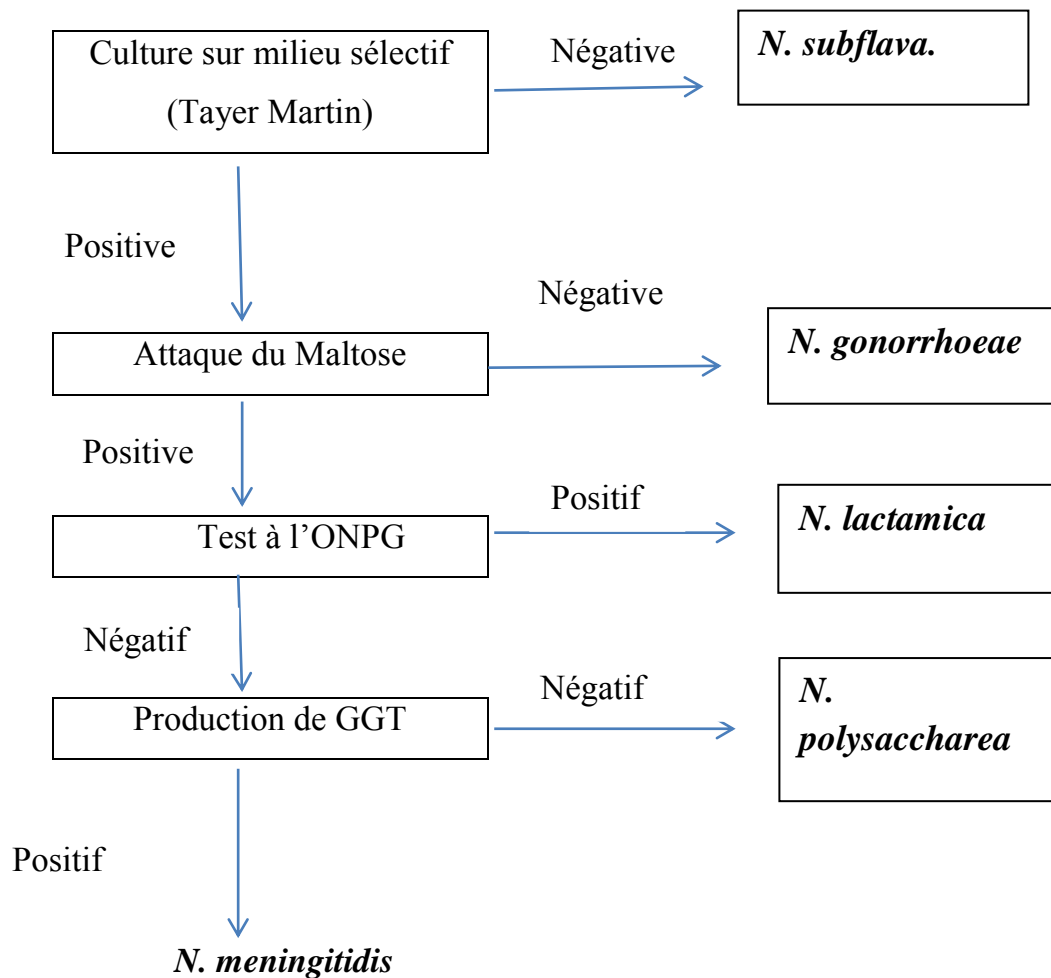 Culture sur milieu sélectif
(Tayer Martin)
Négative
N. subflava.
Positive
Négative
Attaque du Maltose
N. gonorrhoeae
Positive
Positif
Test à l’ONPG
N. lactamica
Négatif
Négatif
Production de GGT
N.
polysaccharea
Positif
N. meningitidis